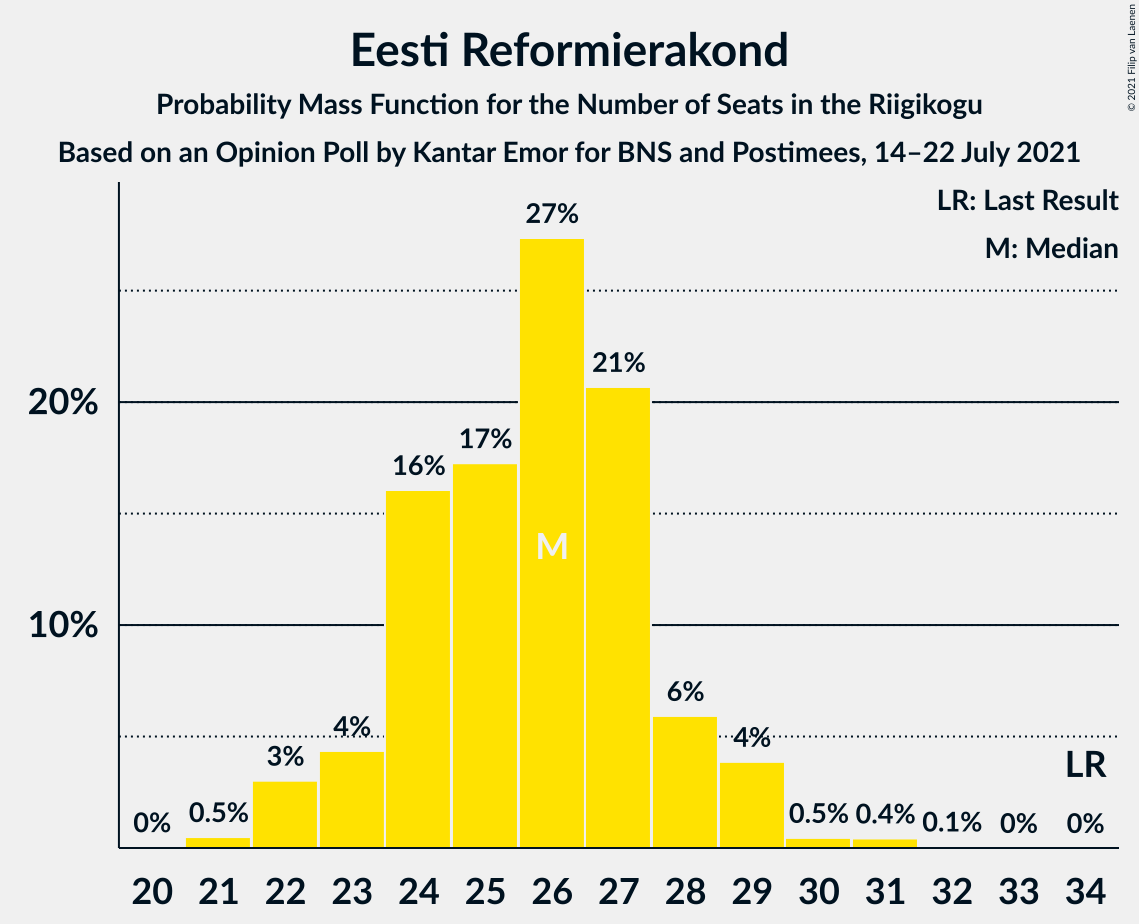 Eesti Reformierakond
Probability Mass Function for the Number of Seats in the Riigikogu
Based on an Opinion Poll by Kantar Emor for BNS and Postimees, 14–22 July 2021
© 2021 Filip van Laenen
LR: Last Result
M: Median
20%
10%
0%
0.5%
3%
4%
16%
17%
27%
21%
6%
4%
0.5%
0.4%
0.1%
0%
0%
M
LR
20 21 22 23 24 25 26 27 28 29 30 31 32 33 34